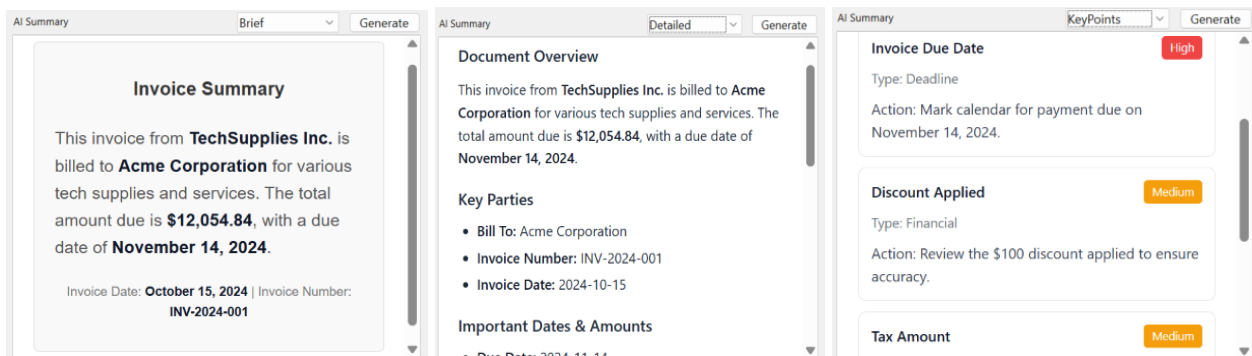 AI Summary
Brief
Generate
Invoice Summary
This invoice from TechSupplies Inc. is
billed to Acme Corporation for various
tech supplies and services. The total
amount due is $12,054.84, with a due
date of November 14, 2024.
Invoice Date: October 15, 2024 | Invoice Number:
INV-2024-001
AI Summary
Detailed
Generate
Document Overview
This invoice from TechSupplies Inc. is billed to Acme
Corporation for various tech supplies and services. The
total amount due is $12,054.84, with a due date of
November 14, 2024.
Key Parties
• Bill To: Acme Corporation
• Invoice Number: INV-2024-001
• Invoice Date: 2024-10-15
Important Dates & Amounts
• Due Date: 2024-11-14
AI Summary
KeyPoints
Generate
Invoice Due Date
High
Type: Deadline
Action: Mark calendar for payment due on
November 14, 2024.
Discount Applied
Medium
Type: Financial
Action: Review the $100 discount applied to ensure
accuracy.
Tax Amount
Medium